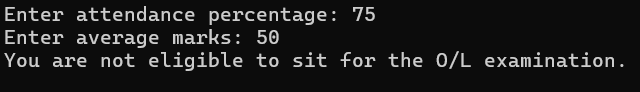 Enter attendance percentage: 75
Enter average marks: 50
You are not eligible to sit for the O/L examination.